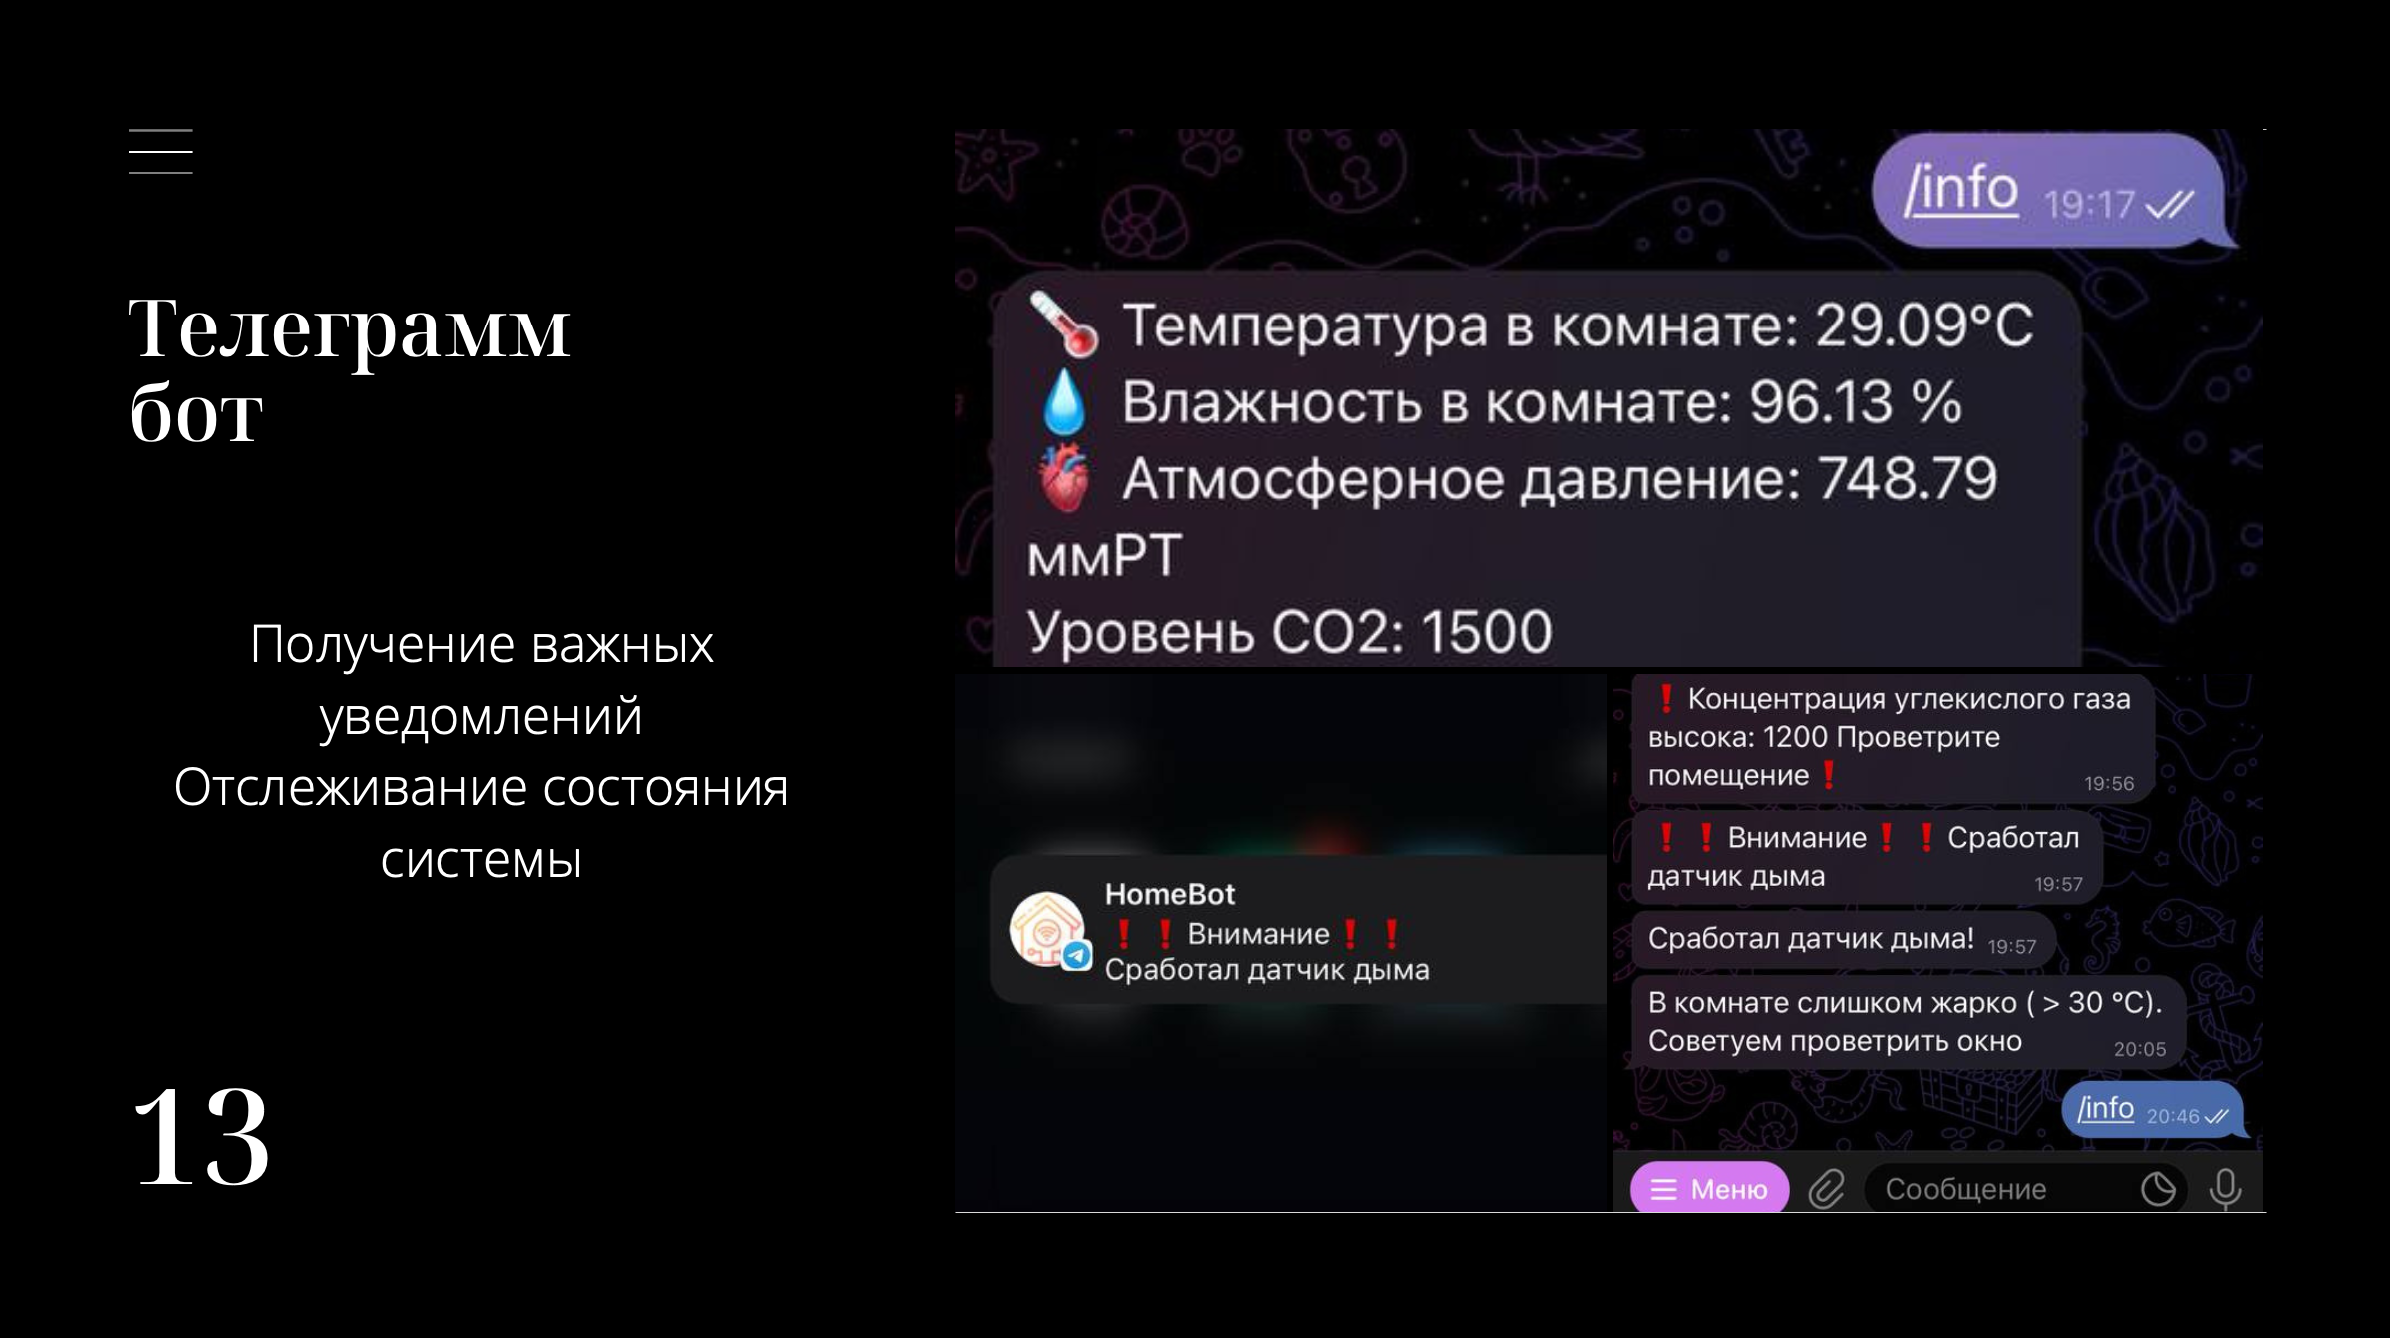 Телеграмм
бот
Получение важных
уведомлений
Отслеживание состояния
системы
13
/info 19:17
Температура в комнате: 29.09°C
Влажность в комнате: 96.13 %
Атмосферное давление: 748.79
ммРТ
Уровень CO2: 1500
HomeBot
❗❗Внимание❗❗
Сработал датчик дыма
❗Концентрация углекислого газа
высока: 1200 Проветрите
помещение❗ 19:56
❗❗Внимание❗❗Сработал
датчик дыма 19:57
Сработал датчик дыма! 19:57
В комнате слишком жарко ( > 30 °C).
Советуем проветрить окно 20:05
/info 20:46
Меню Сообщение